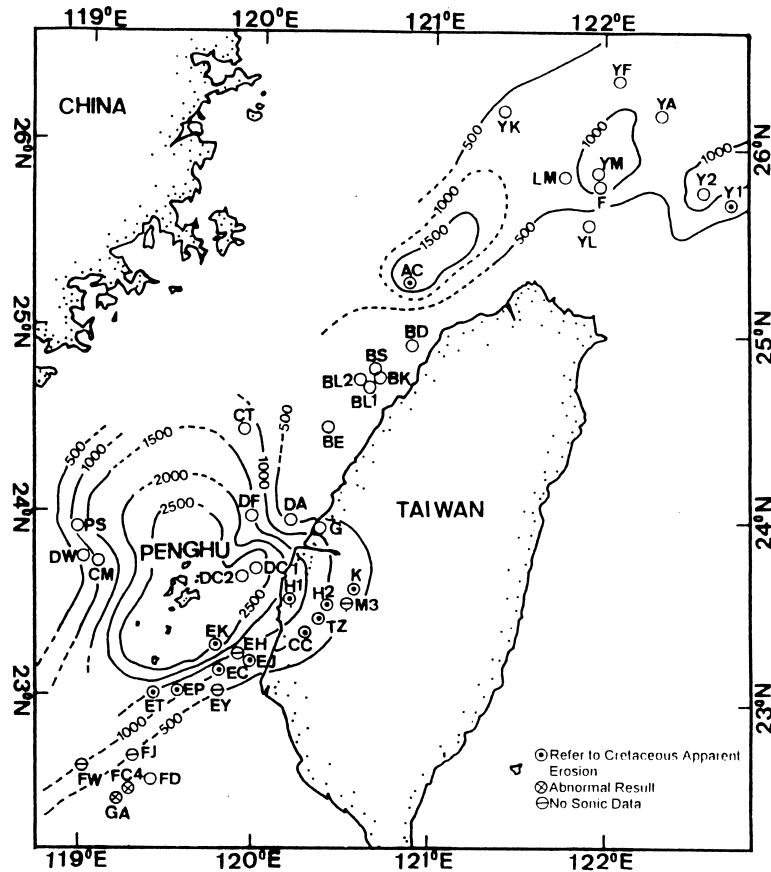 119°E 120°E 121°E 122°E
CHINA
YF
YA
YK
500
26°N
26°N
1000
1000
YM
LM
F
Y2
Y1
1000
500
YL
1500
AC
25°N
25°N
BD
BS
BL2
BK
BL1
CT
500
BE
500
1000
1500
1000
2000
24°N
24°N
2500
DF
DA
G
TAIWAN
PS
PENGHU
DW
CM
DC2
DC1
H1
H2
K
M3
2500
TZ
EK
EH
CC
EJ
EC
23°N
23°N
ET
EP
EY
1000
500
FJ
FW
FC4
FD
GA
Refer to Cretaceous Apparent
Erosion
Abnormal Result
No Sonic Data
119°E 120°E 121°E 122°E